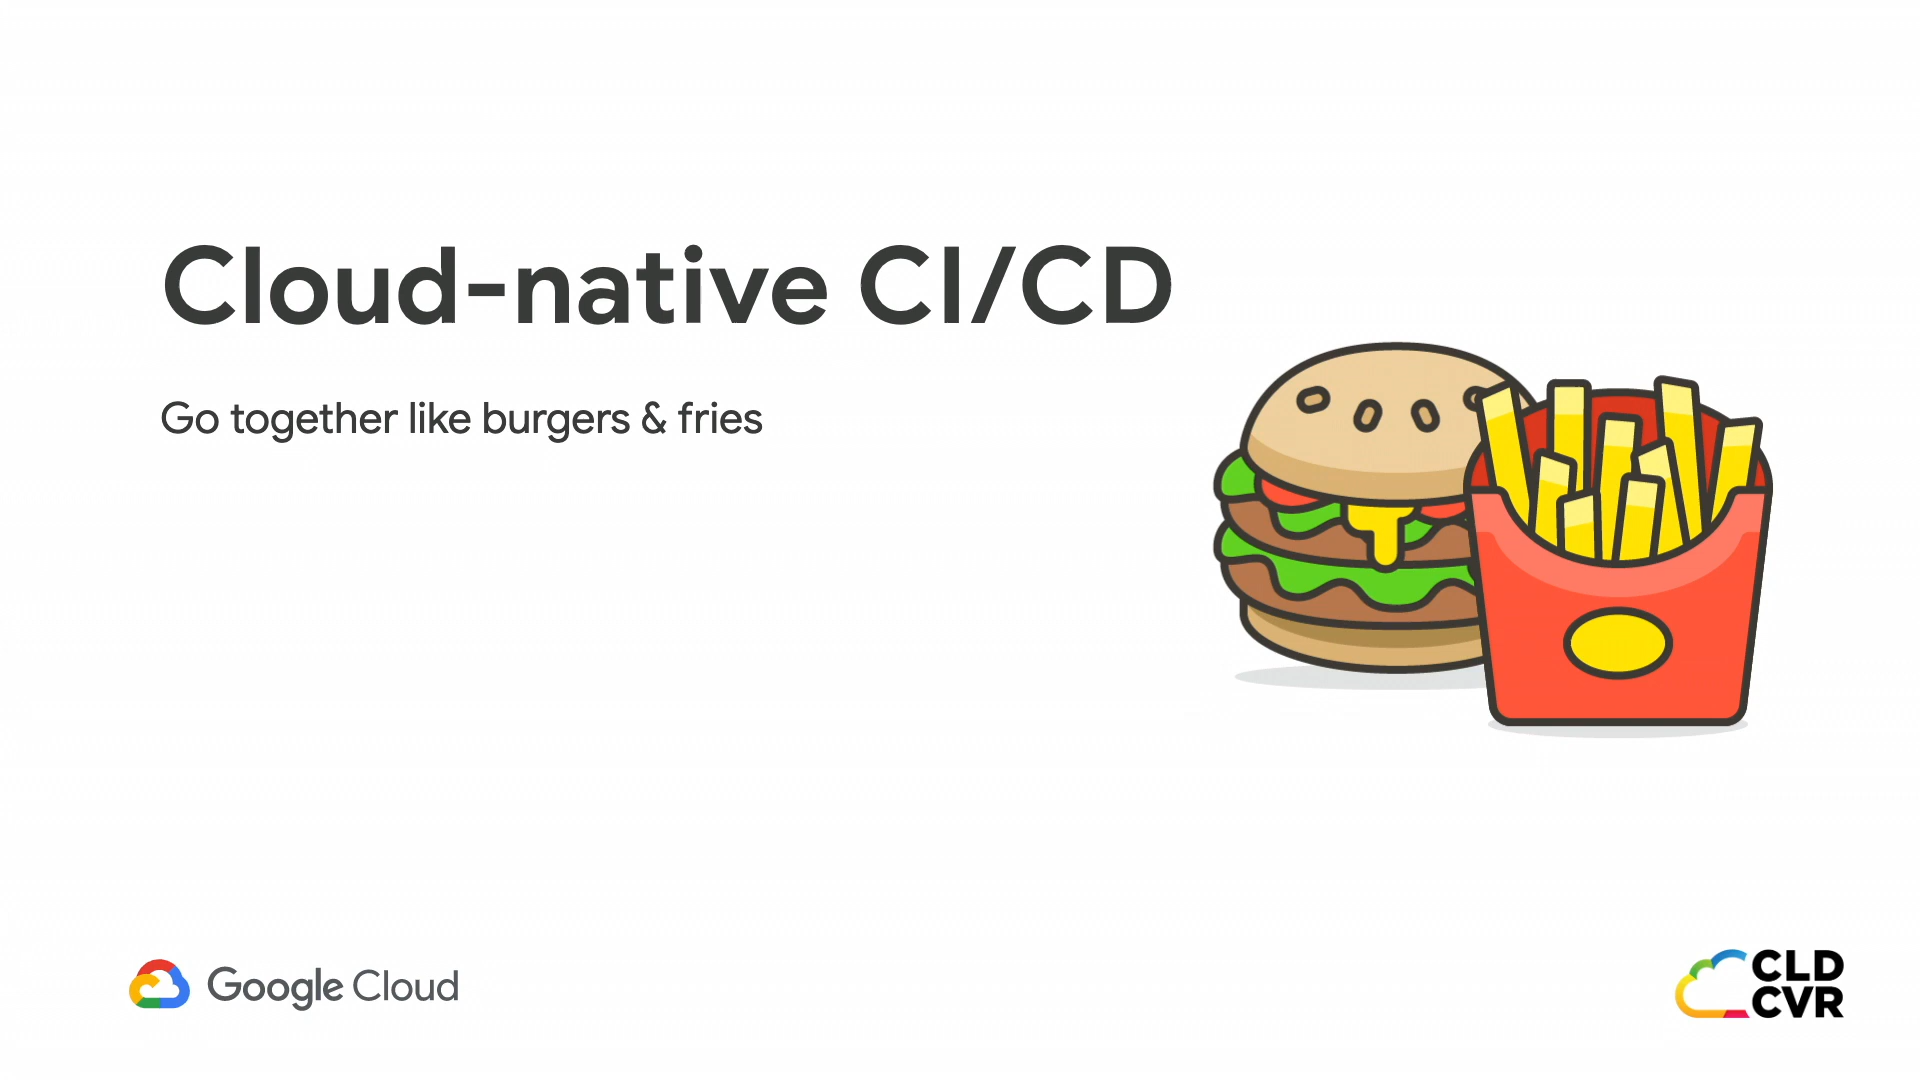 Cloud-native CI/CD
Go together like burgers & fries
Google Cloud
CLD
CVR